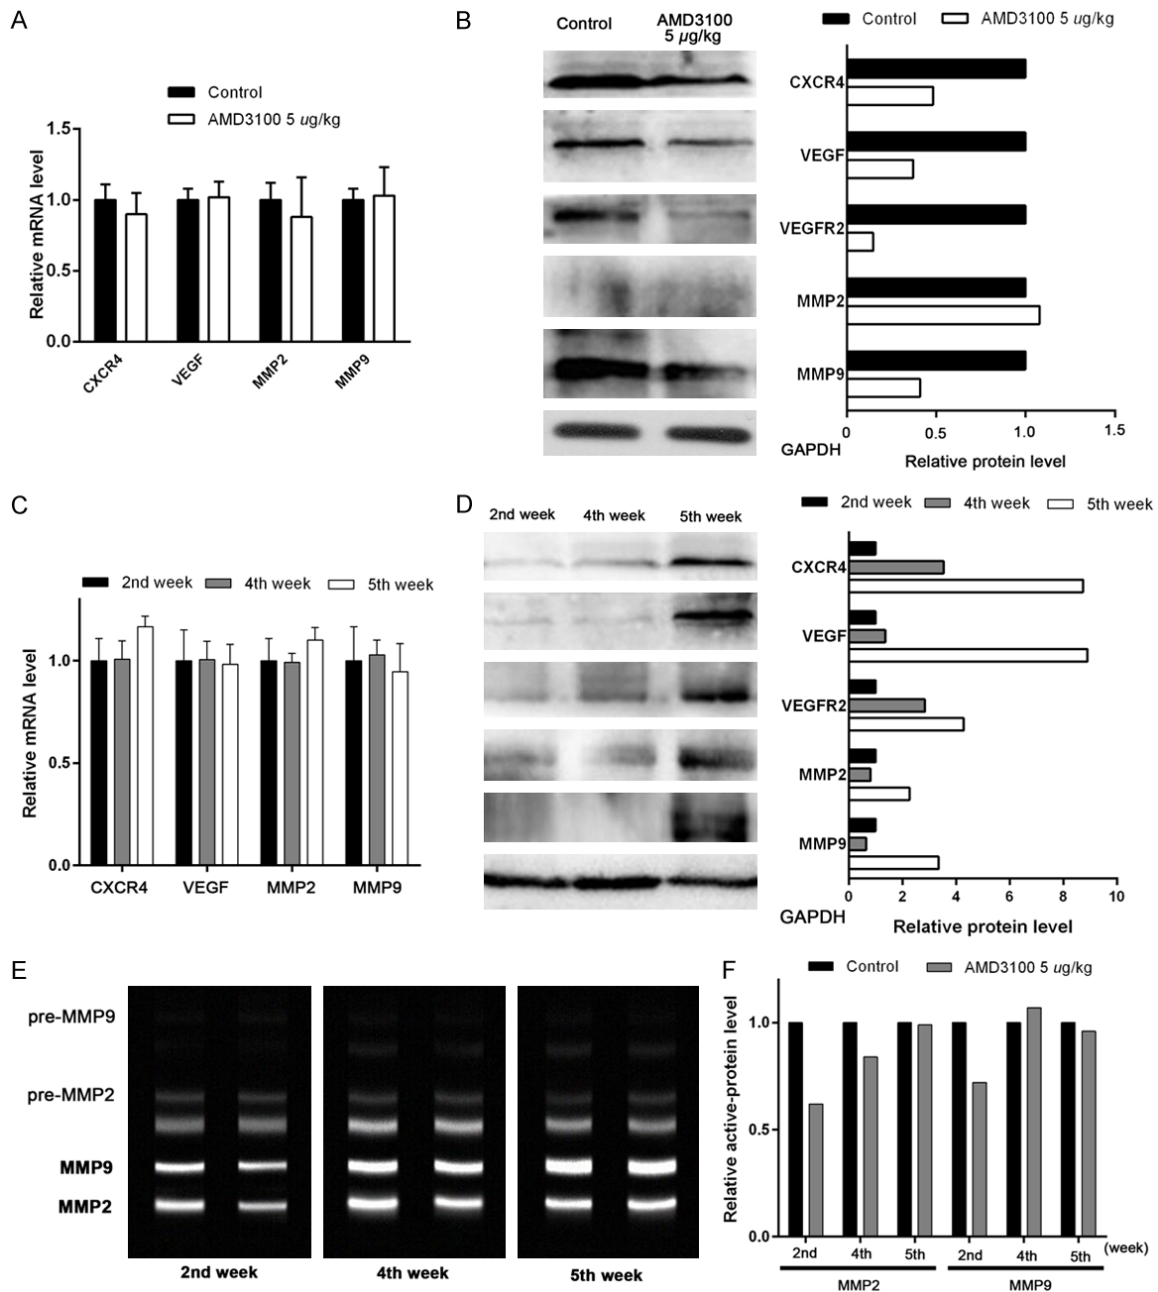 A
Control
AMD3100 5 ug/kg
Relative mRNA level
1.5
1.0
0.5
0.0
CXCR4
VEGF
MMP2
MMP9
B
Control
AMD3100
5 µg/kg
Control
AMD3100 5 ug/kg
CXCR4
VEGF
VEGFR2
MMP2
MMP9
GAPDH
0
0.5
1.0
1.5
Relative protein level
C
2nd week
4th week
5th week
Relative mRNA level
1.0
0.5
0.0
CXCR4
VEGF
MMP2
MMP9
D
2nd week
4th week
5th week
2nd week
4th week
5th week
CXCR4
VEGF
VEGFR2
MMP2
MMP9
GAPDH
0
2
4
6
8
10
Relative protein level
E
pre-MMP9
pre-MMP2
MMP9
MMP2
2nd week
4th week
5th week
F
Control
AMD3100 5 ug/kg
Relative active-protein level
1.0
0.5
0.0
2nd
4th
5th
2nd
4th
5th
(week)
MMP2
MMP9